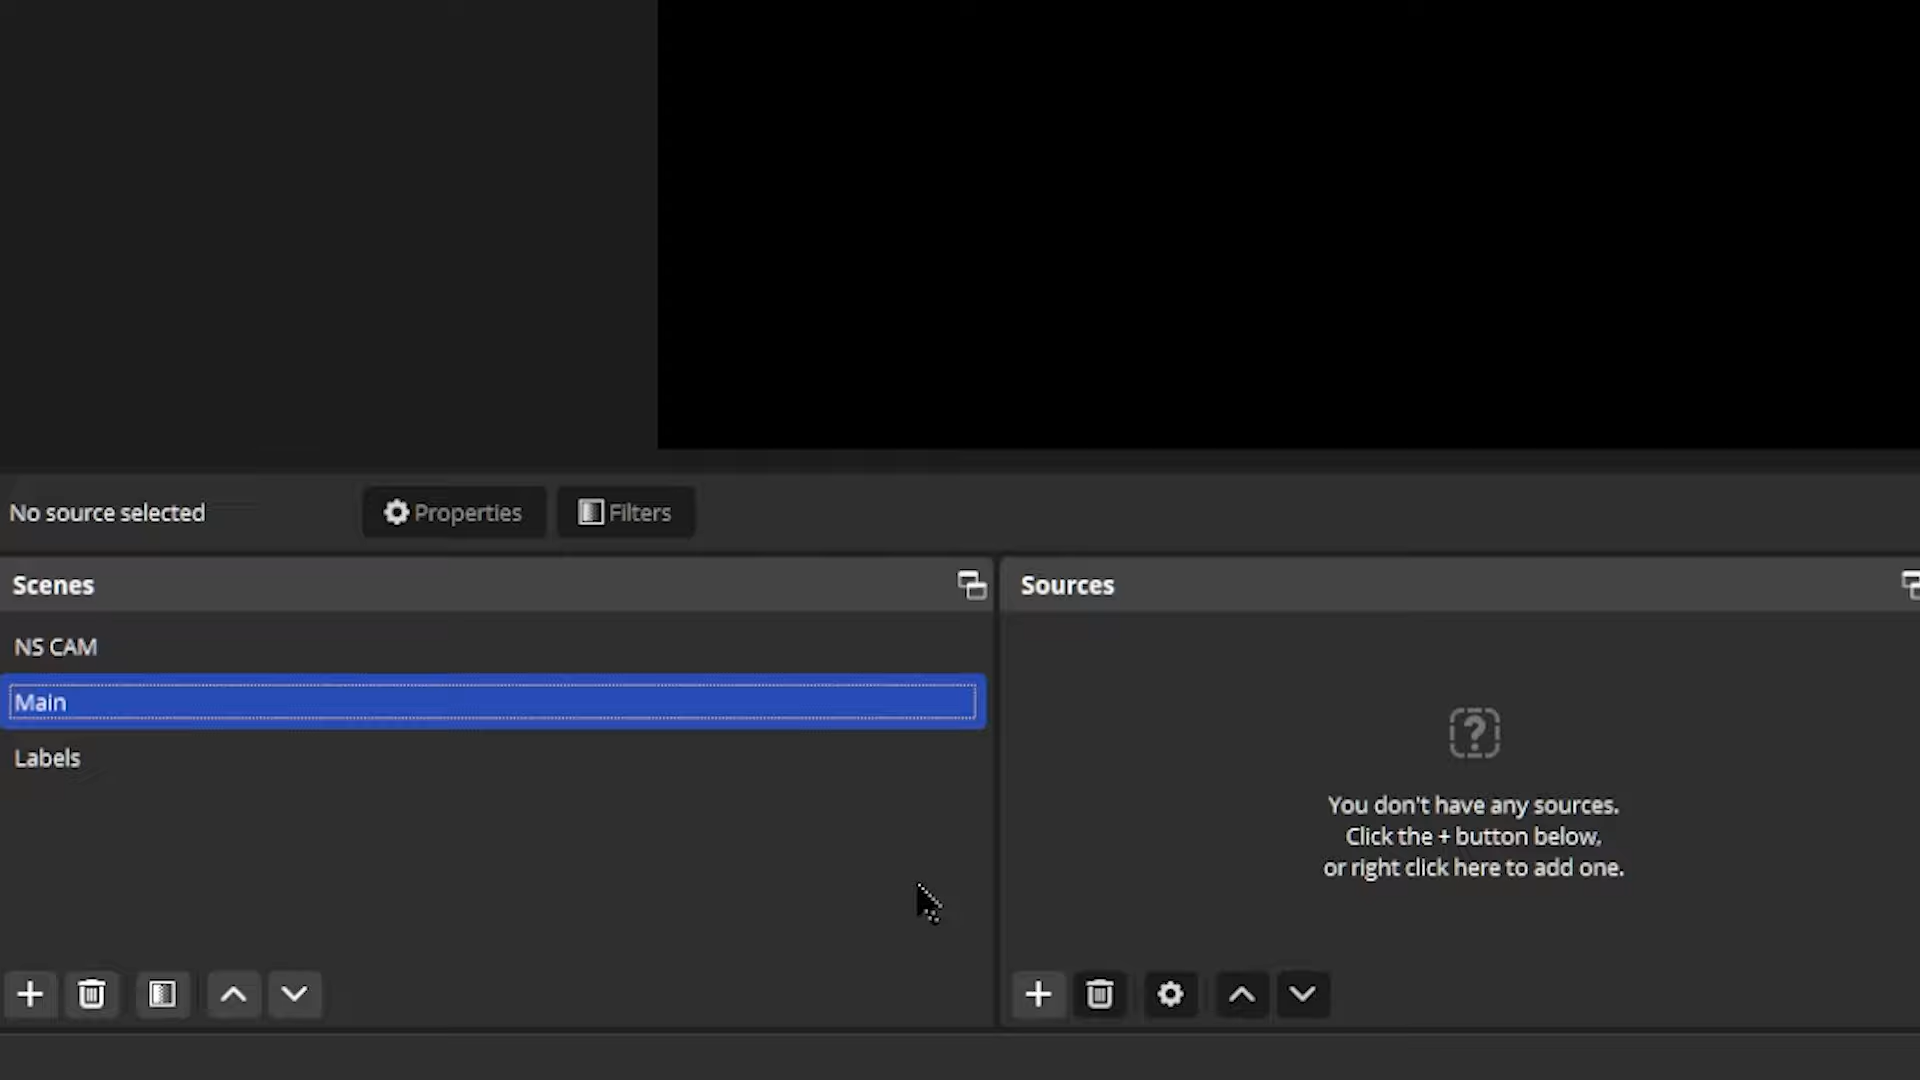 No source selected
Properties
Filters
Scenes
Sources
NS CAM
Main
Labels
You don't have any sources.
Click the + button below,
or right click here to add one.